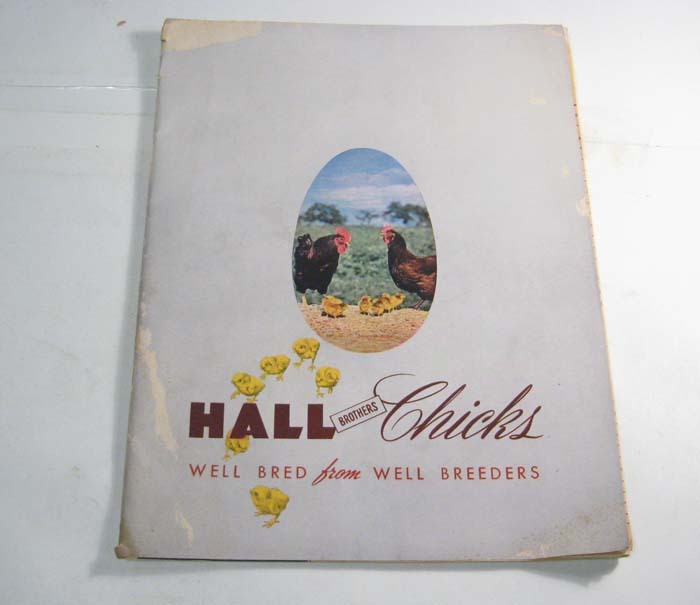 HALL BROTHERS Chicks
WELL BRED from WELL BREEDERS